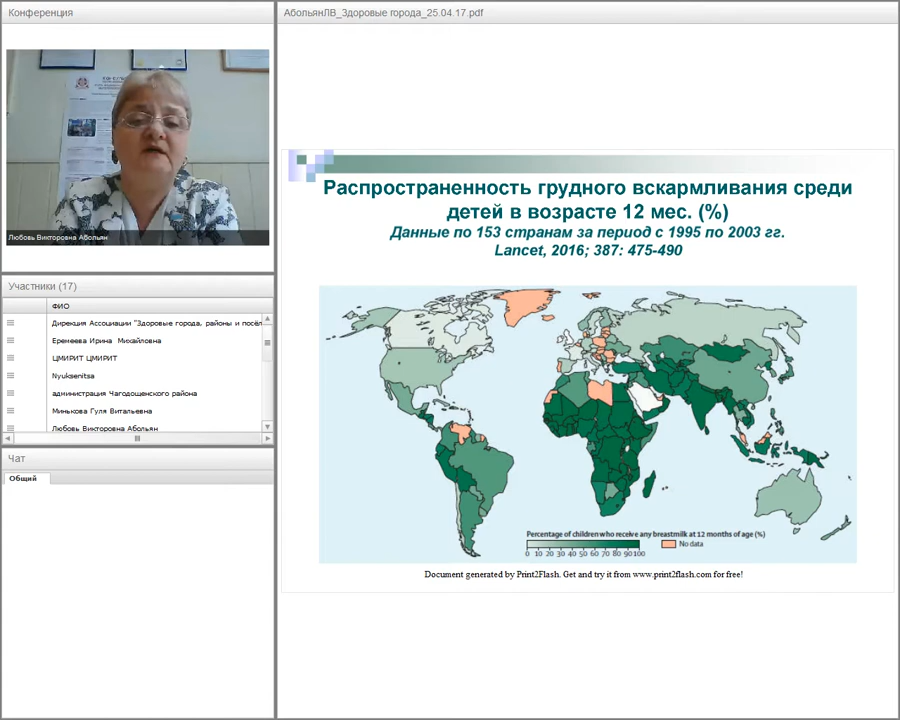 Конференция
Любовь Викторовна Абольян
Участники (17)
ФИО
Дирекция Ассоциации "Здоровые города, районы и посёл
Еремеева Ирина Михайловна
ЦМИРИТ ЦМИРИТ
Nyuksenitsa
администрация Чагодощенского района
Минькова Гуля Витальевна
Любовь Викторовна Абольян
Чат
Общий
АбольянЛВ_Здоровые города_25.04.17.pdf
Распространенность грудного вскармливания среди
детей в возрасте 12 мес. (%)
Данные по 153 странам за период с 1995 по 2003 гг.
Lancet, 2016; 387: 475-490
Percentage of children who receive any breastmilk at 12 months of age (%)
No data
0 10 20 30 40 50 60 70 80 90 100
Document generated by Print2Flash. Get and try it from www.print2flash.com for free!